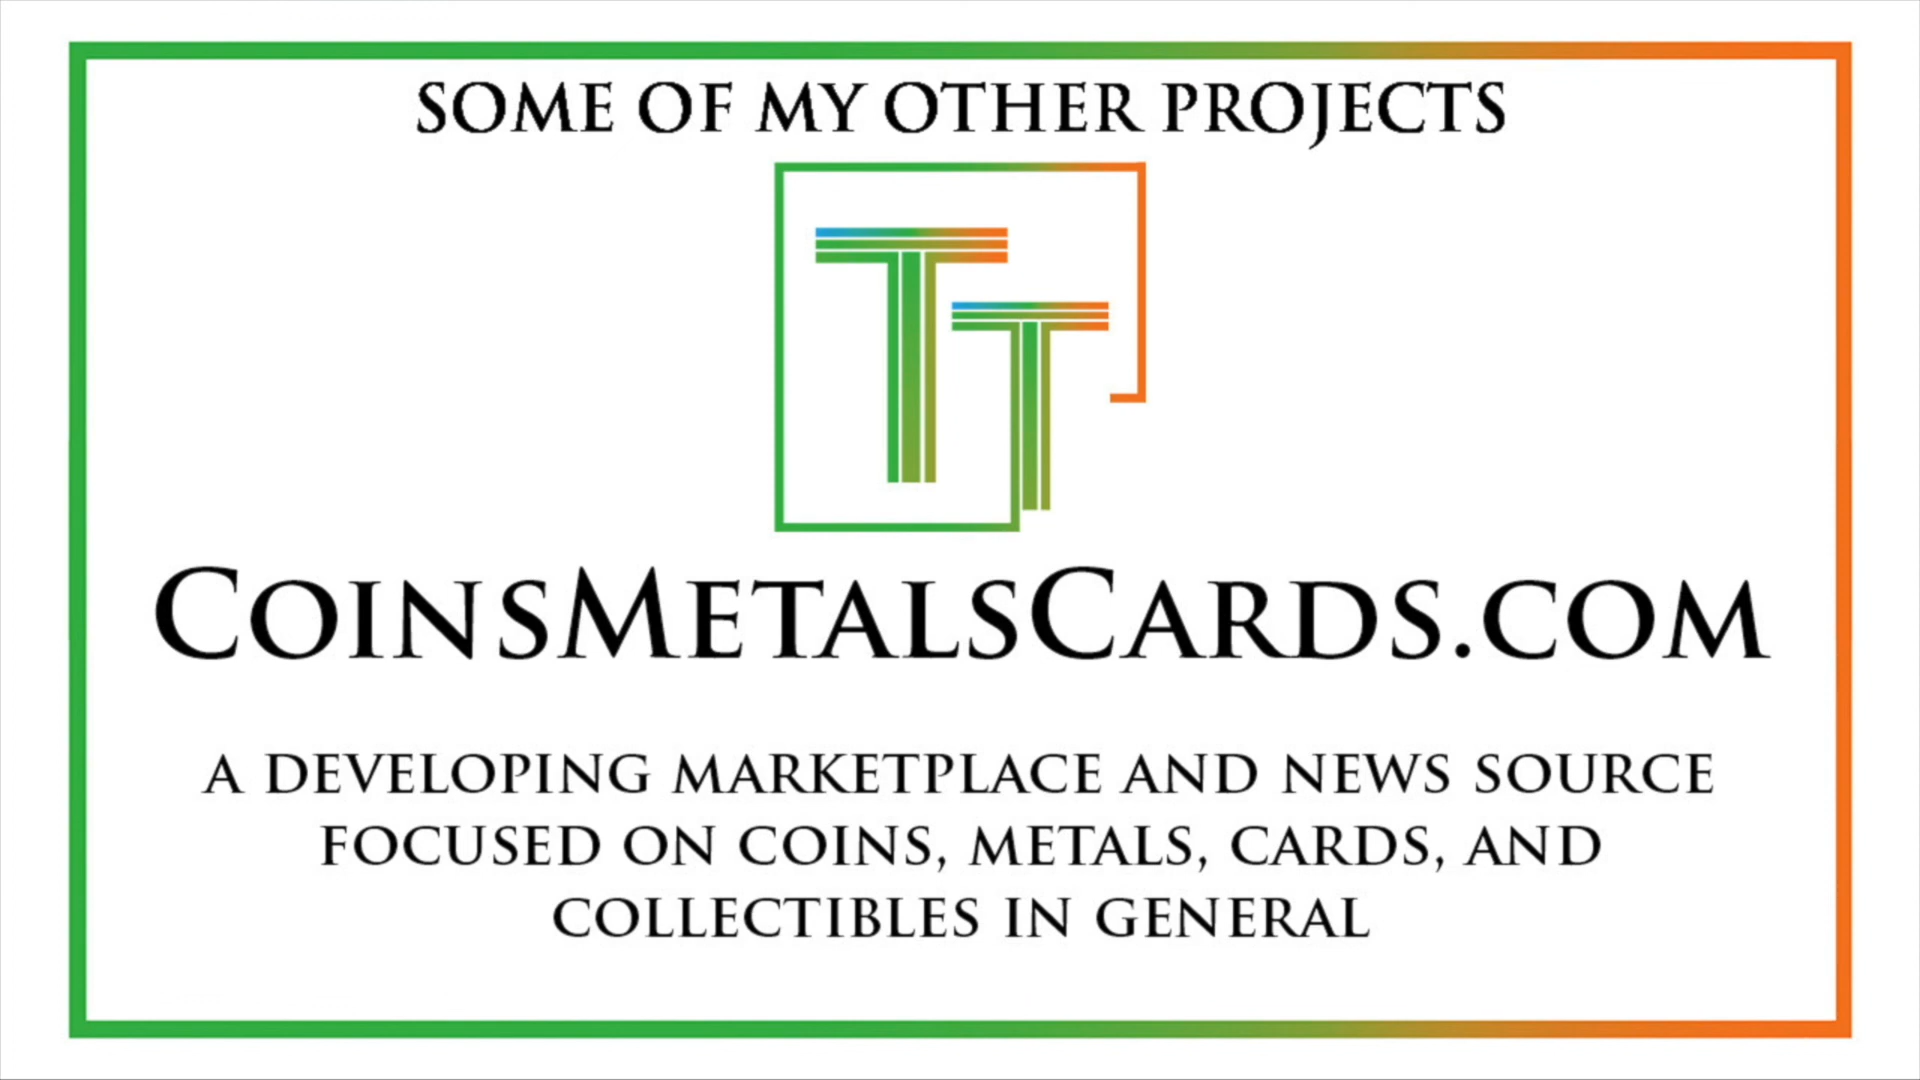 SOME OF MY OTHER PROJECTS
TT
COINSMETALSCARDS.COM
A DEVELOPING MARKETPLACE AND NEWS SOURCE
FOCUSED ON COINS, METALS, CARDS, AND
COLLECTIBLES IN GENERAL